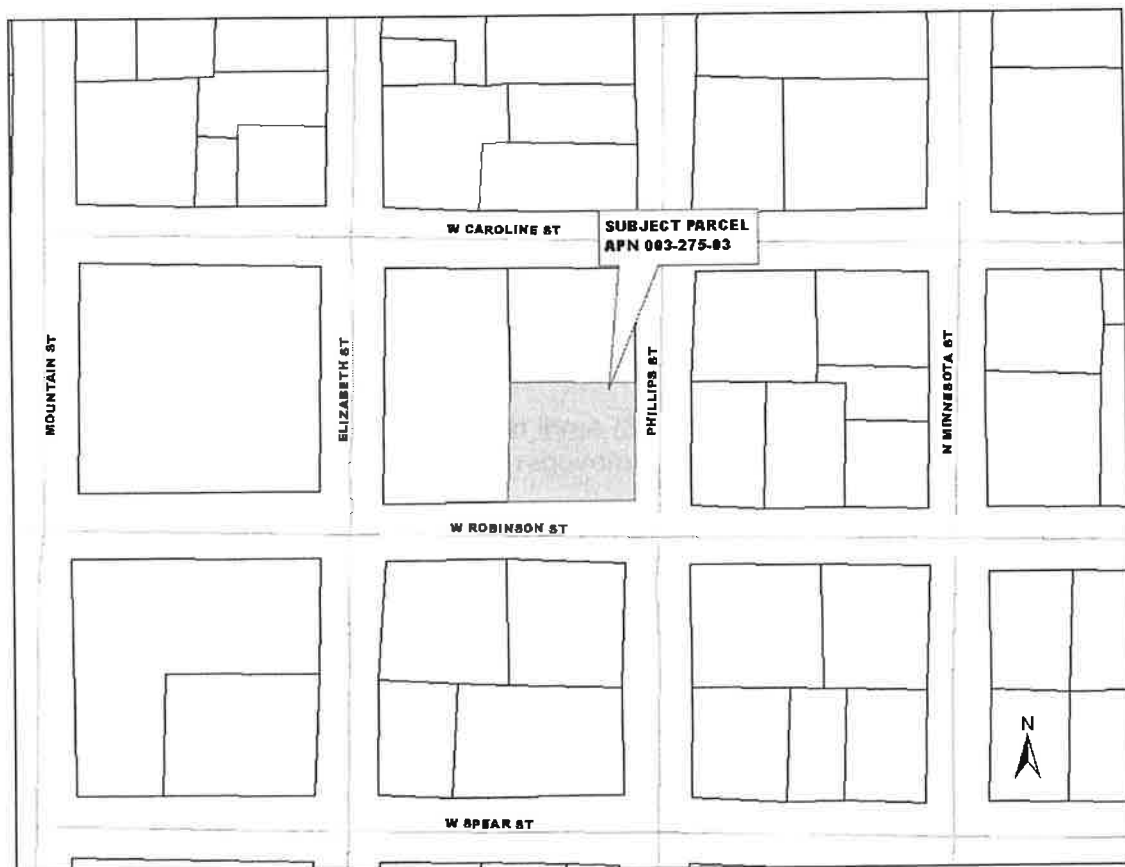 W CAROLINE ST
SUBJECT PARCEL
APN 003-275-03
MOUNTAIN ST
ELIZABETH ST
PHILLIPS ST
N MINNESOTA ST
W ROBINSON ST
N
W SPEAR ST